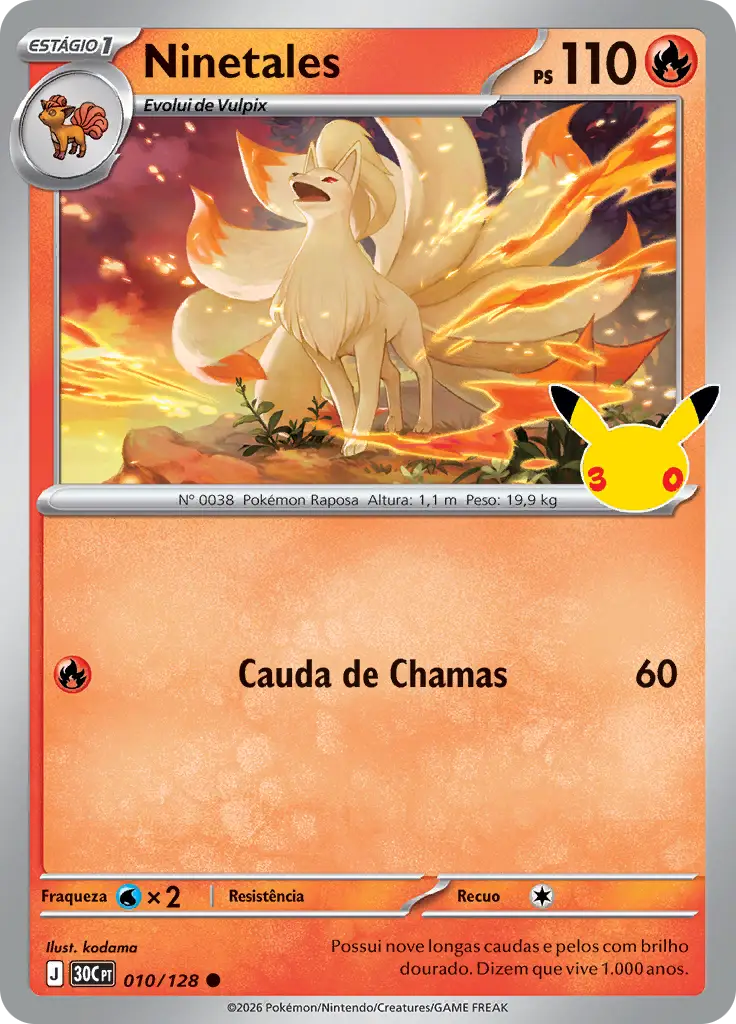 ESTÁGIO 1
Ninetales
PS 110
Evolui de Vulpix
30
Nº 0038 Pokémon Raposa Altura: 1,1 m Peso: 19,9 kg
Cauda de Chamas 60
Fraqueza ×2 Resistência Recuo
Ilust. kodama
Possui nove longas caudas e pelos com brilho
dourado. Dizem que vive 1.000 anos.
J 30C PT 010/128
©2026 Pokémon/Nintendo/Creatures/GAME FREAK